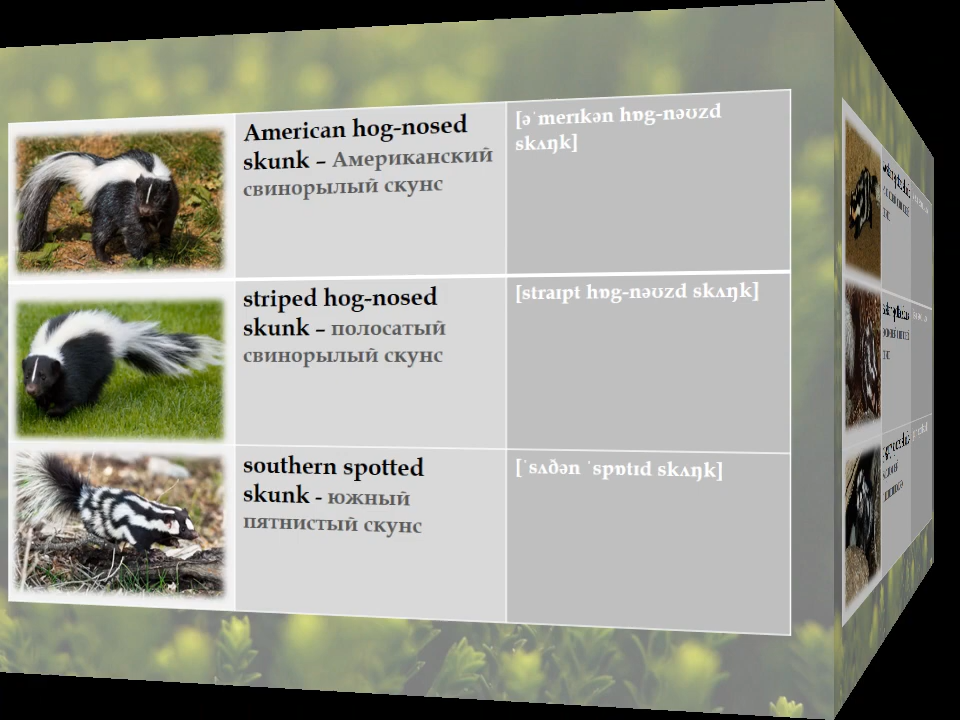 American hog-nosed
skunk – Американский
свинорылый скунс
[əˈmerɪkən hɒg-nəʊzd
skʌŋk]
striped hog-nosed
skunk – полосатый
свинорылый скунс
[straɪpt hɒg-nəʊzd skʌŋk]
southern spotted
skunk - южный
пятнистый скунс
[ˈsʌðən ˈspɒtɪd skʌŋk]